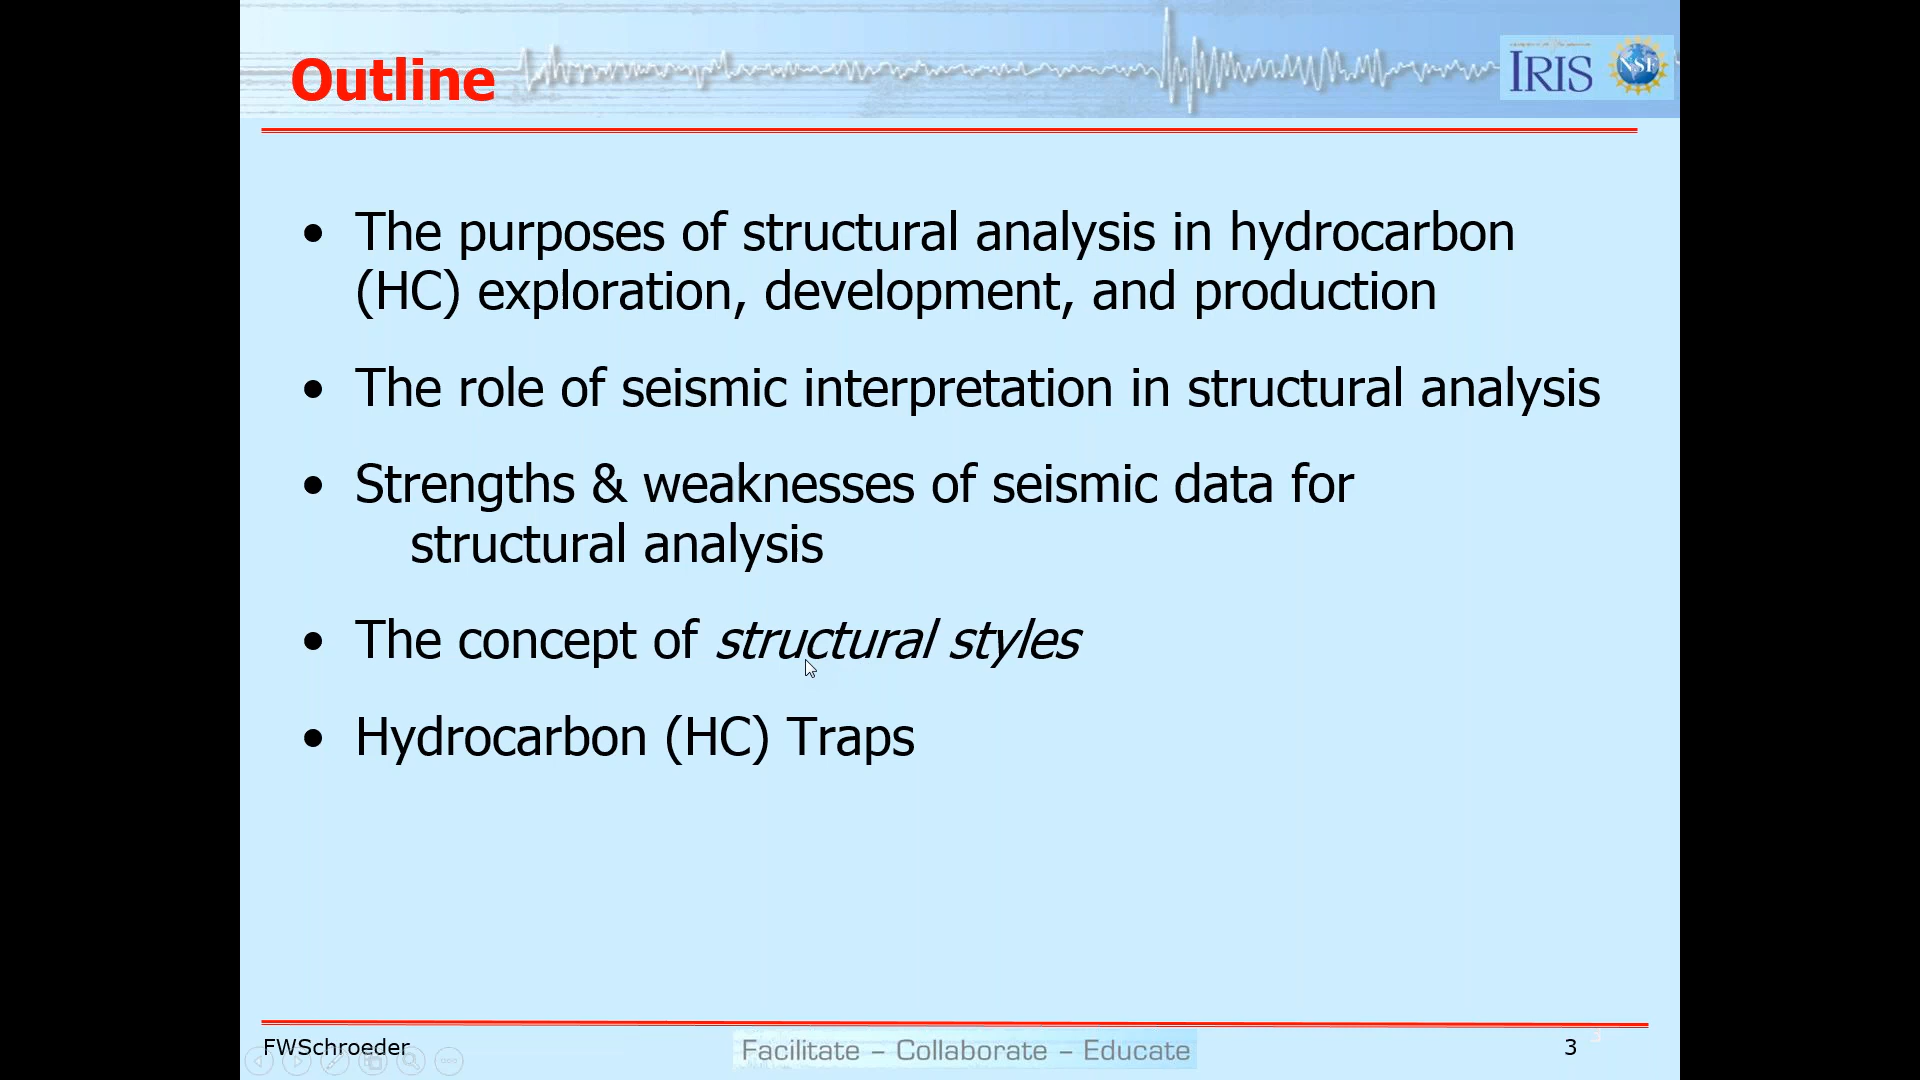 Outline
IRIS
NSF
• The purposes of structural analysis in hydrocarbon
(HC) exploration, development, and production
• The role of seismic interpretation in structural analysis
• Strengths & weaknesses of seismic data for
structural analysis
• The concept of structural styles
• Hydrocarbon (HC) Traps
FWSchroeder
Facilitate – Collaborate – Educate
3
3